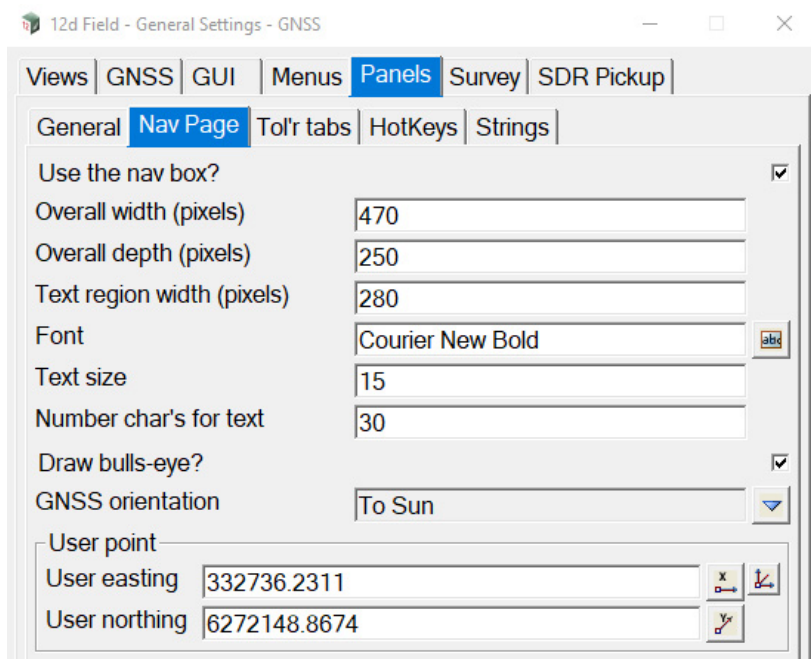 12d Field - General Settings - GNSS
Views GNSS GUI Menus Panels Survey SDR Pickup
General Nav Page Tol'r tabs HotKeys Strings
Use the nav box?
Overall width (pixels) 470
Overall depth (pixels) 250
Text region width (pixels) 280
Font Courier New Bold abc
Text size 15
Number char's for text 30
Draw bulls-eye?
GNSS orientation To Sun
User point
User easting 332736.2311 X
User northing 6272148.8674 Y